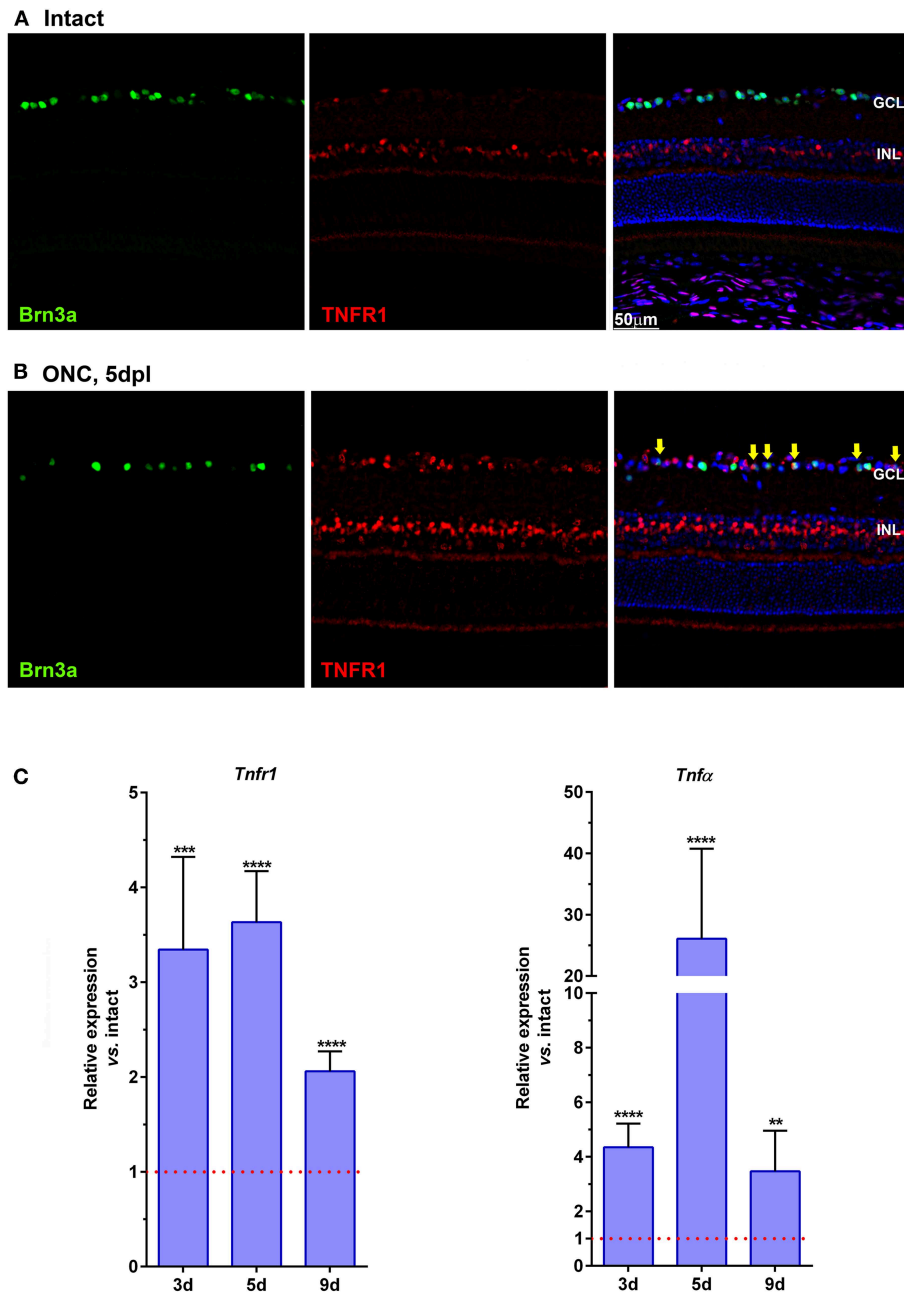 A Intact
GCL
INL
Brn3a
TNFR1
50µm
B ONC, 5dpl
GCL
INL
Brn3a
TNFR1
C
Tnfr1
Relative expression
vs. intact
5
4
3
2
1
0
***
****
****
3d
5d
9d
Tnfα
Relative expression
vs. intact
50
40
30
20
10
8
6
4
2
1
0
****
****
**
3d
5d
9d